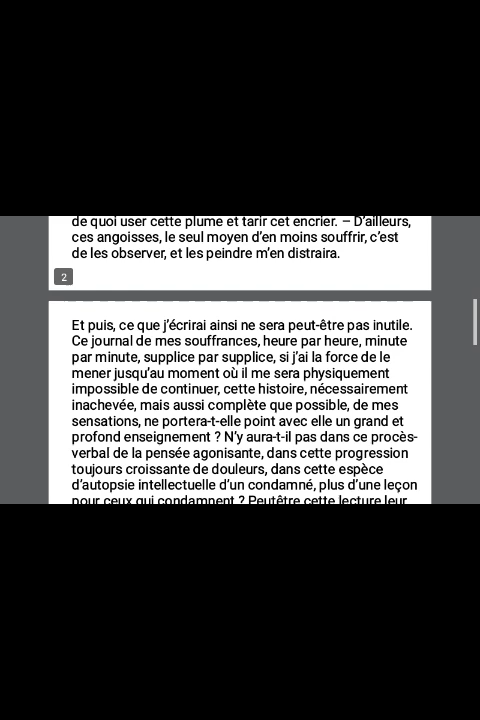 de quoi user cette plume et tarir cet encrier. – D’ailleurs,
ces angoisses, le seul moyen d’en moins souffrir, c’est
de les observer, et les peindre m’en distraira.
2
Et puis, ce que j’écrirai ainsi ne sera peut-être pas inutile.
Ce journal de mes souffrances, heure par heure, minute
par minute, supplice par supplice, si j’ai la force de le
mener jusqu’au moment où il me sera physiquement
impossible de continuer, cette histoire, nécessairement
inachevée, mais aussi complète que possible, de mes
sensations, ne portera-t-elle point avec elle un grand et
profond enseignement ? N’y aura-t-il pas dans ce procès-
verbal de la pensée agonisante, dans cette progression
toujours croissante de douleurs, dans cette espèce
d’autopsie intellectuelle d’un condamné, plus d’une leçon
pour ceux qui condamnent ? Peutêtre cette lecture leur